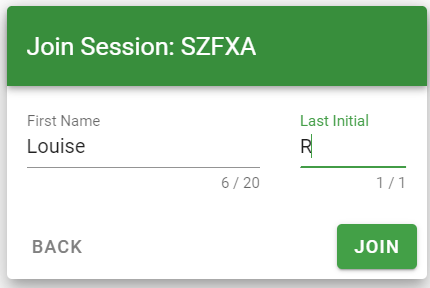 Join Session: SZFXA
First Name Last Initial
Louise R
6 / 20 1 / 1
BACK JOIN